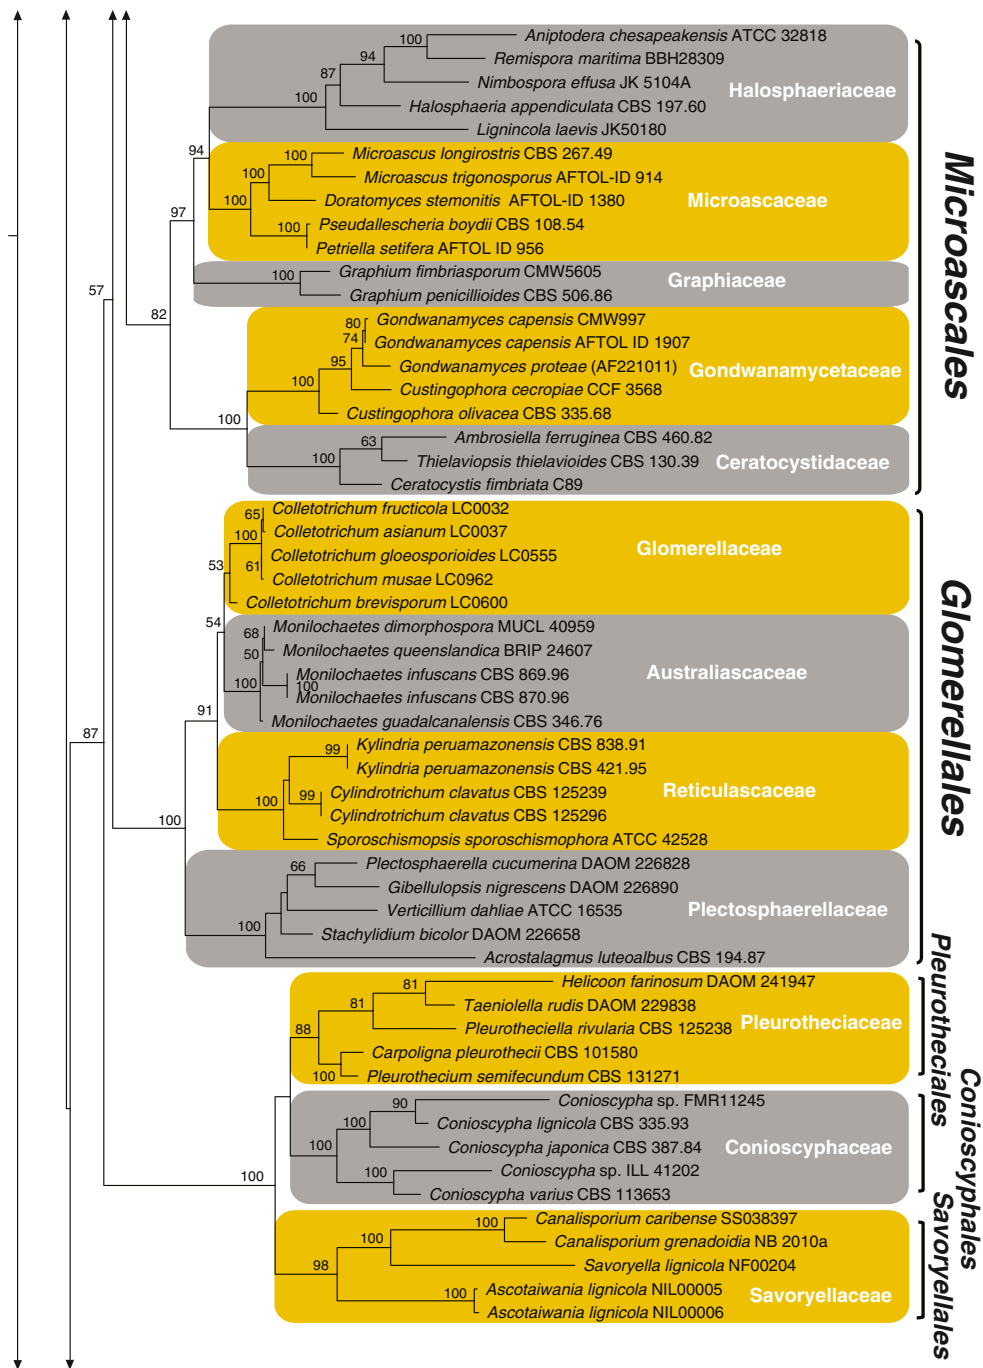 100
Aniptodera chesapeakensis ATCC 32818
94
Remispora maritima BBH28309
87
Nimbospora effusa JK 5104A
Halosphaeriaceae
100
Halosphaeria appendiculata CBS 197.60
Lignincola laevis JK50180
94
100
Microascus longirostris CBS 267.49
100
Microascus trigonosporus AFTOL-ID 914
100
Doratomyces stemonitis AFTOL-ID 1380
Microascaceae
97
100
Pseudallescheria boydii CBS 108.54
Petriella setifera AFTOL ID 956
100
Graphium fimbriasporum CMW5605
Graphiaceae
Graphium penicillioides CBS 506.86
57
82
80
Gondwanamyces capensis CMW997
74
Gondwanamyces capensis AFTOL ID 1907
95
Gondwanamyces proteae (AF221011)
Gondwanamycetaceae
100
Custingophora cecropiae CCF 3568
Custingophora olivacea CBS 335.68
100
63
Ambrosiella ferruginea CBS 460.82
100
Thielaviopsis thielavioides CBS 130.39
Ceratocystidaceae
Ceratocystis fimbriata C89
Microascales
65
Colletotrichum fructicola LC0032
100
Colletotrichum asianum LC0037
Glomerellaceae
53
61
Colletotrichum gloeosporioides LC0555
Colletotrichum musae LC0962
Colletotrichum brevisporum LC0600
54
68
Monilochaetes dimorphospora MUCL 40959
50
Monilochaetes queenslandica BRIP 24607
100
100
Monilochaetes infuscans CBS 869.96
Australiascaceae
Monilochaetes infuscans CBS 870.96
91
Monilochaetes guadalcanalensis CBS 346.76
87
99
Kylindria peruamazonensis CBS 838.91
Kylindria peruamazonensis CBS 421.95
100
99
Cylindrotrichum clavatus CBS 125239
Reticulascaceae
Cylindrotrichum clavatus CBS 125296
100
Sporoschismopsis sporoschismophora ATCC 42528
66
Plectosphaerella cucumerina DAOM 226828
Gibellulopsis nigrescens DAOM 226890
Verticillium dahliae ATCC 16535
Plectosphaerellaceae
100
Stachylidium bicolor DAOM 226658
Acrostalagmus luteoalbus CBS 194.87
Glomerellales
81
Helicoon farinosum DAOM 241947
81
Taeniolella rudis DAOM 229838
88
Pleurotheciella rivularia CBS 125238
Pleurotheciaceae
Carpoligna pleurothecii CBS 101580
100
Pleurothecium semifecundum CBS 131271
Pleurotheciales
90
Conioscypha sp. FMR11245
100
Conioscypha lignicola CBS 335.93
100
Conioscypha japonica CBS 387.84
Conioscyphaceae
100
Conioscypha sp. ILL 41202
Conioscypha varius CBS 113653
Conioscyphales
100
100
Canalisporium caribense SS038397
100
Canalisporium grenadoidia NB 2010a
98
Savoryella lignicola NF00204
100
Ascotaiwania lignicola NIL00005
Savoryellaceae
Ascotaiwania lignicola NIL00006
Savoryellales